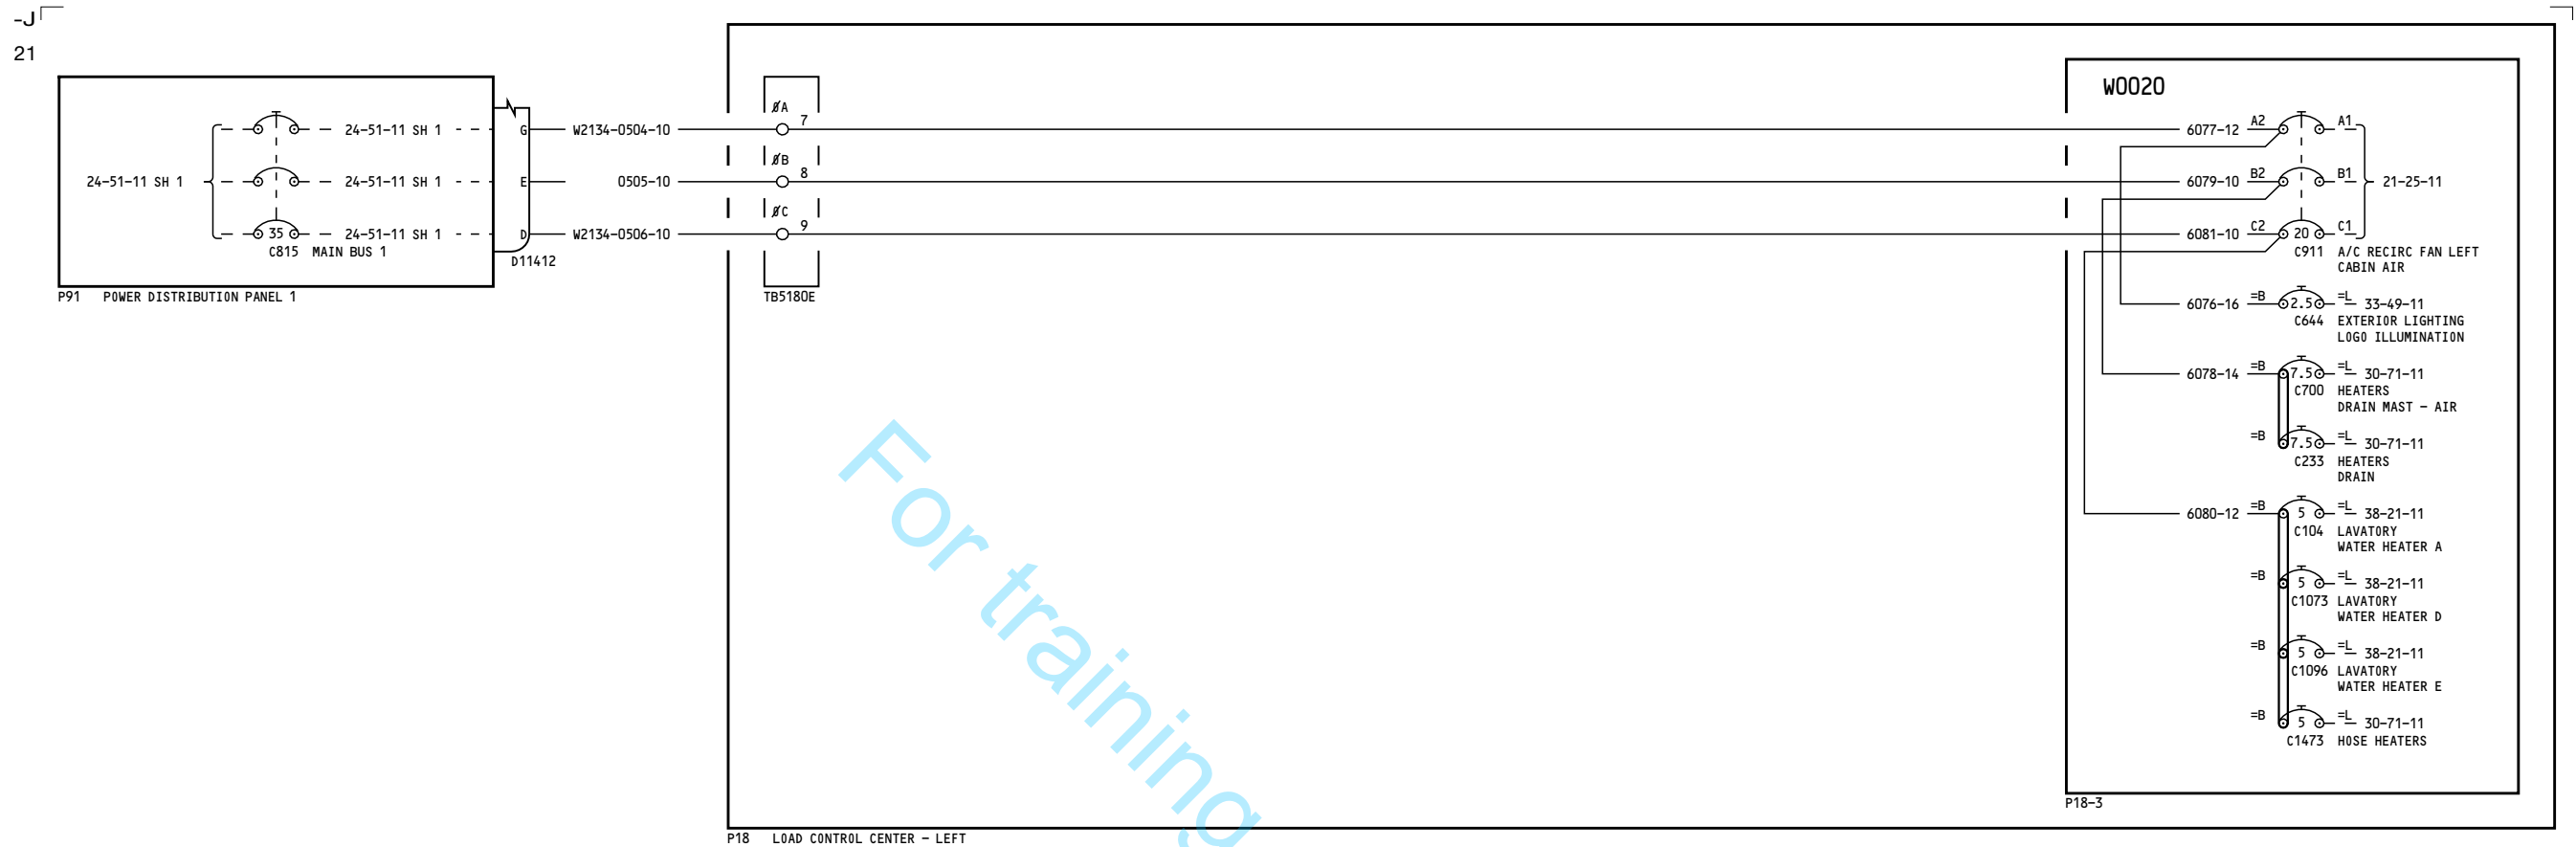 -J
21
24-51-11 SH 1
24-51-11 SH 1
24-51-11 SH 1
24-51-11 SH 1
35
C815 MAIN BUS 1
G
E
D
D11412
P91 POWER DISTRIBUTION PANEL 1
W2134-0504-10
0505-10
W2134-0506-10
ØA
7
ØB
8
ØC
9
TB5180E
W0020
6077-12 A2 A1
6079-10 B2 B1 21-25-11
6081-10 C2 20 C1
C911 A/C RECIRC FAN LEFT
CABIN AIR
6076-16 =B 2.5 =L 33-49-11
C644 EXTERIOR LIGHTING
LOGO ILLUMINATION
6078-14 =B 7.5 =L 30-71-11
C700 HEATERS
DRAIN MAST - AIR
=B 7.5 =L 30-71-11
C233 HEATERS
DRAIN
6080-12 =B 5 =L 38-21-11
C104 LAVATORY
WATER HEATER A
=B 5 =L 38-21-11
C1073 LAVATORY
WATER HEATER D
=B 5 =L 38-21-11
C1096 LAVATORY
WATER HEATER E
=B 5 =L 30-71-11
C1473 HOSE HEATERS
P18-3
P18 LOAD CONTROL CENTER - LEFT
For training